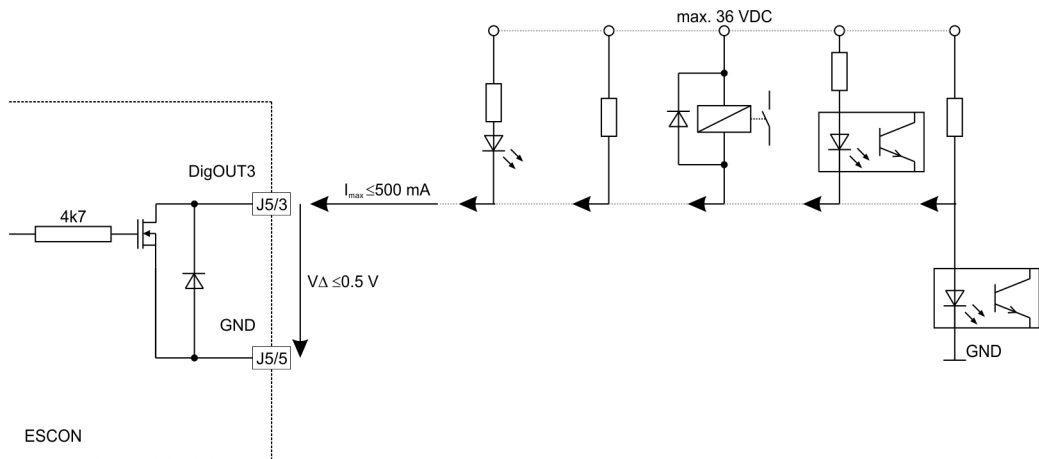 max. 36 VDC
DigOUT3
J5/3
Imax ≤500 mA
4k7
V∆ ≤0.5 V
GND
J5/5
GND
ESCON